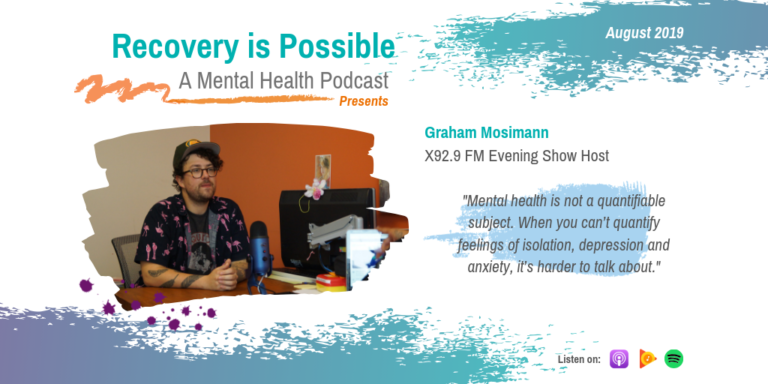 Recovery is Possible
A Mental Health Podcast
Presents
August 2019
Graham Mosimann
X92.9 FM Evening Show Host
"Mental health is not a quantifiable
subject. When you can't quantify
feelings of isolation, depression and
anxiety, it's harder to talk about."
Listen on: